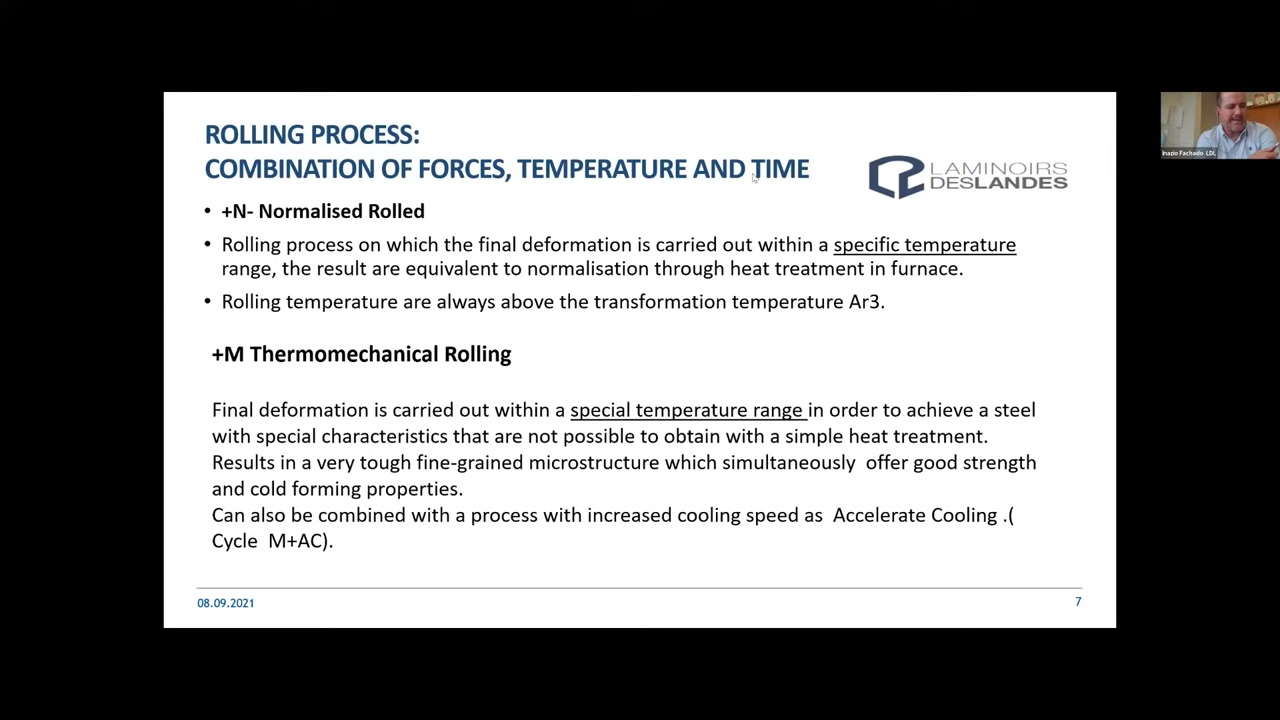 ROLLING PROCESS:
COMBINATION OF FORCES, TEMPERATURE AND TIME
LAMINOIRS
DESLANDES
• +N- Normalised Rolled
• Rolling process on which the final deformation is carried out within a specific temperature
range, the result are equivalent to normalisation through heat treatment in furnace.
• Rolling temperature are always above the transformation temperature Ar3.
+M Thermomechanical Rolling
Final deformation is carried out within a special temperature range in order to achieve a steel
with special characteristics that are not possible to obtain with a simple heat treatment.
Results in a very tough fine-grained microstructure which simultaneously offer good strength
and cold forming properties.
Can also be combined with a process with increased cooling speed as Accelerate Cooling .(
Cycle M+AC).
08.09.2021
7
Inazio Fachado LDL